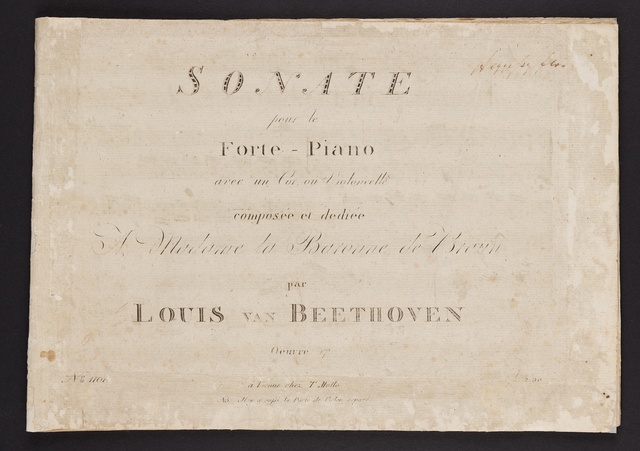 SONATE
pour le
Forte-Piano
avec un Cor ou Violoncelle
composée et dediée
A Madame la Baronne de Braun
par
LOUIS VAN BEETHOVEN
Oeuvre 17
à Vienne chez T. Mollo